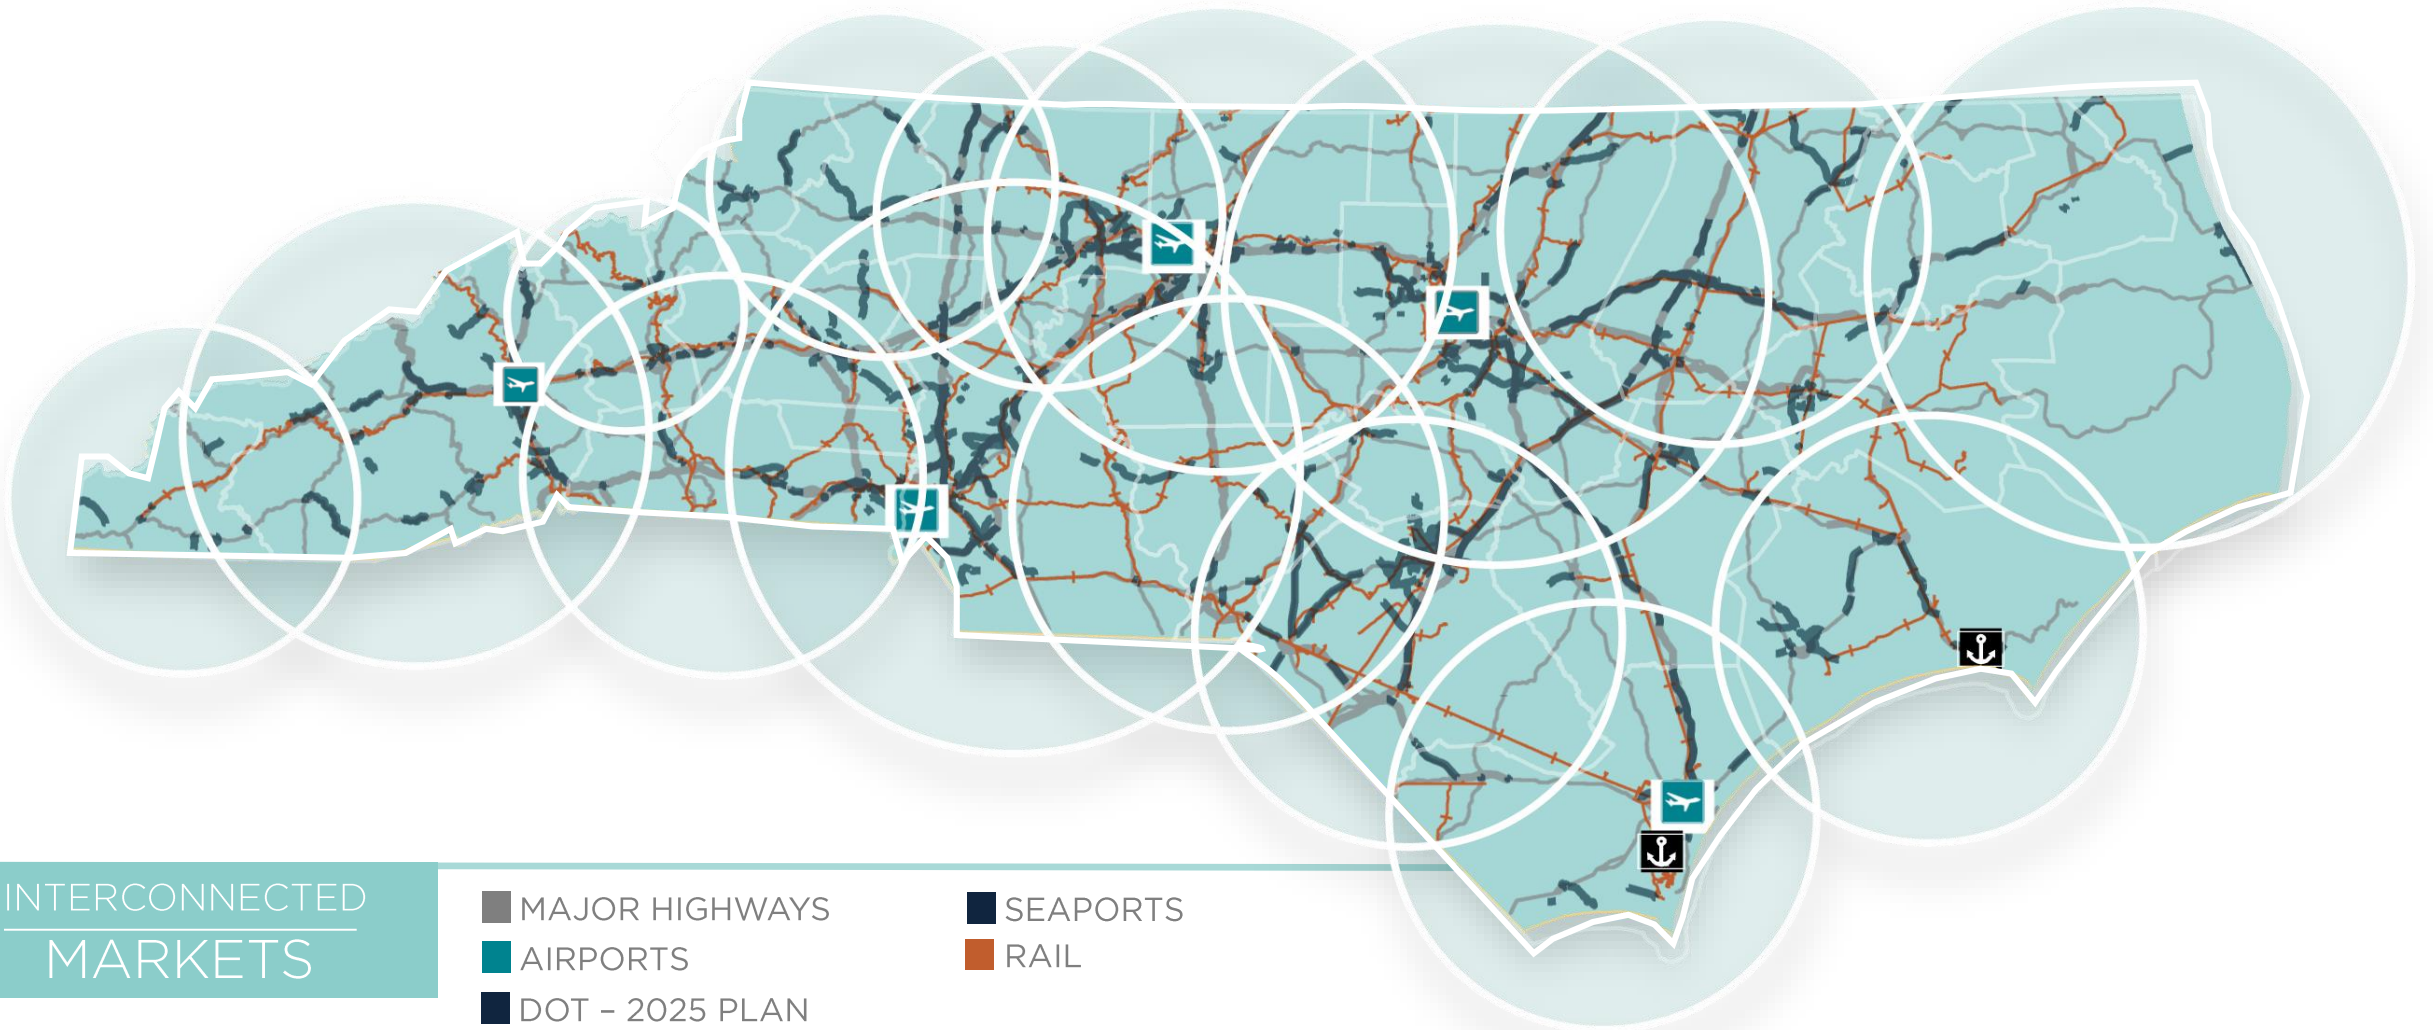 INTERCONNECTED
MARKETS
MAJOR HIGHWAYS
AIRPORTS
DOT – 2025 PLAN
SEAPORTS
RAIL